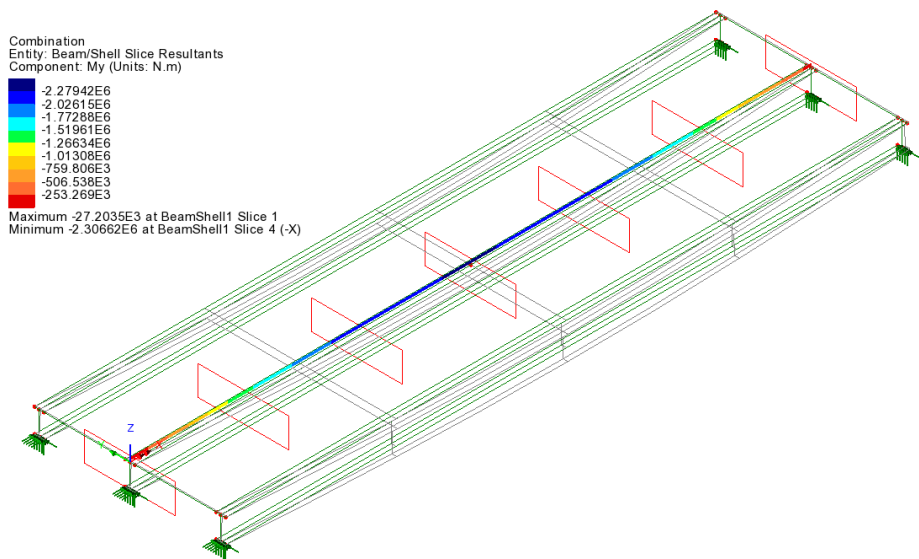 Combination
Entity: Beam/Shell Slice Resultants
Component: My (Units: N.m)
-2.27942E6
-2.02615E6
-1.77288E6
-1.51961E6
-1.26634E6
-1.01308E6
-759.806E3
-506.538E3
-253.269E3
Maximum -27.2035E3 at BeamShell1 Slice 1
Minimum -2.30662E6 at BeamShell1 Slice 4 (-X)
Z
X